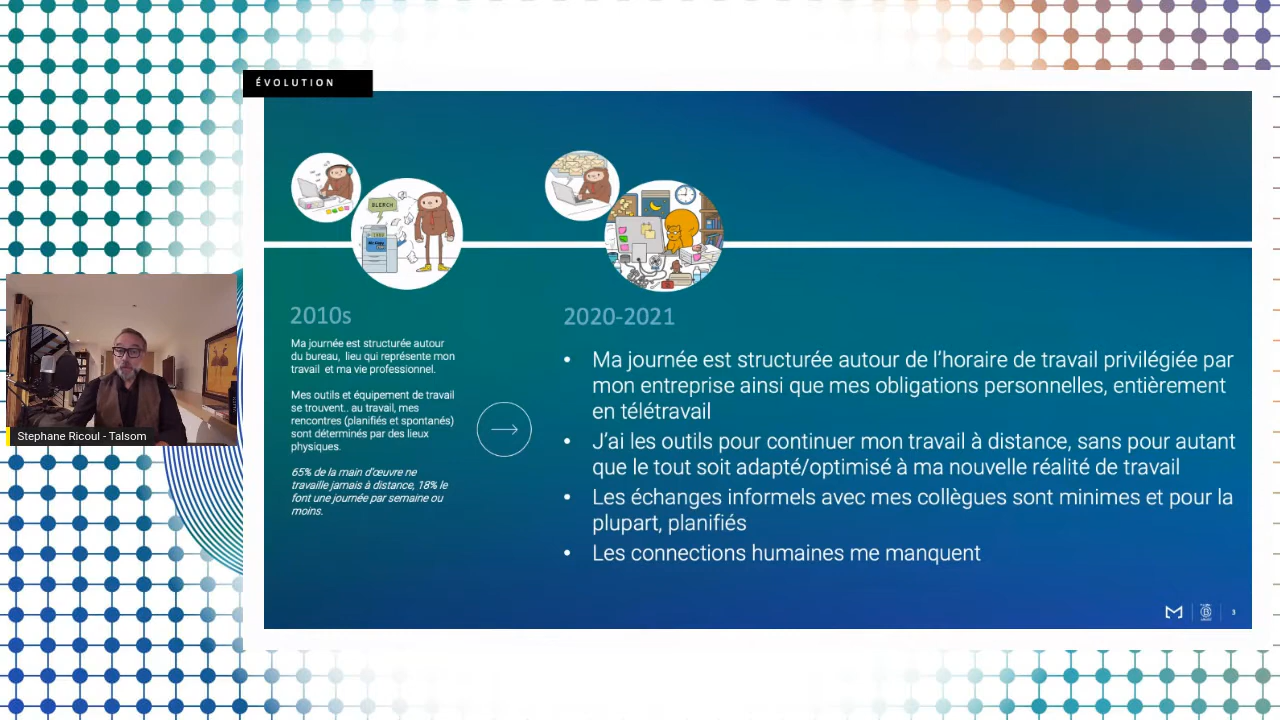 ÉVOLUTION
BLERCH
2010s
Ma journée est structurée autour
du bureau, lieu qui représente mon
travail et ma vie professionnel.
Mes outils et équipement de travail
se trouvent.. au travail, mes
rencontres (planifiés et spontanés)
sont déterminés par des lieux
physiques.
65% de la main d’œuvre ne
travaille jamais à distance, 18% le
font une journée par semaine ou
moins.
2020-2021
• Ma journée est structurée autour de l’horaire de travail privilégiée par
mon entreprise ainsi que mes obligations personnelles, entièrement
en télétravail
• J’ai les outils pour continuer mon travail à distance, sans pour autant
que le tout soit adapté/optimisé à ma nouvelle réalité de travail
• Les échanges informels avec mes collègues sont minimes et pour la
plupart, planifiés
• Les connections humaines me manquent
Stephane Ricoul - Talsom
3